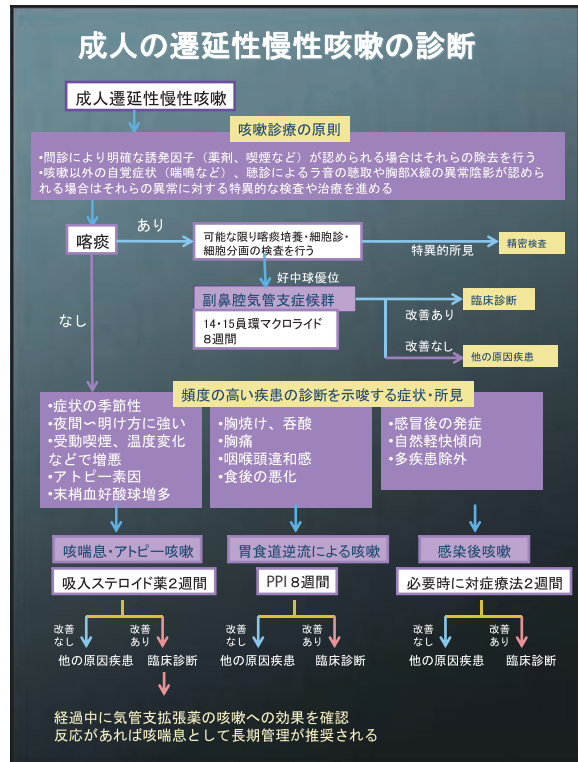 成人の遷延性慢性咳嗽の診断
成人遷延性慢性咳嗽
咳嗽診療の原則
•問診により明確な誘発因子（薬剤、喫煙など）が認められる場合はそれらの除去を行う
•咳嗽以外の自覚症状（喘鳴など）、聴診によるラ音の聴取や胸部X線の異常陰影が認めら
れる場合はそれらの異常に対する特異的な検査や治療を進める
喀痰
あり
可能な限り喀痰培養・細胞診・
細胞分画の検査を行う
特異的所見
精密検査
好中球優位
副鼻腔気管支症候群
14・15員環マクロライド
8週間
改善あり
臨床診断
改善なし
他の原因疾患
なし
頻度の高い疾患の診断を示唆する症状・所見
•症状の季節性
•夜間〜明け方に強い
•受動喫煙、温度変化
などで増悪
•アトピー素因
•末梢血好酸球増多
•胸焼け、呑酸
•胸痛
•咽喉頭違和感
•食後の悪化
•感冒後の発症
•自然軽快傾向
•多疾患除外
咳喘息・アトピー咳嗽
吸入ステロイド薬２週間
胃食道逆流による咳嗽
PPI 8週間
感染後咳嗽
必要時に対症療法２週間
改善
なし
改善
あり
他の原因疾患
臨床診断
改善
なし
改善
あり
他の原因疾患
臨床診断
改善
なし
改善
あり
他の原因疾患
臨床診断
経過中に気管支拡張薬の咳嗽への効果を確認
反応があれば咳喘息として長期管理が推奨される